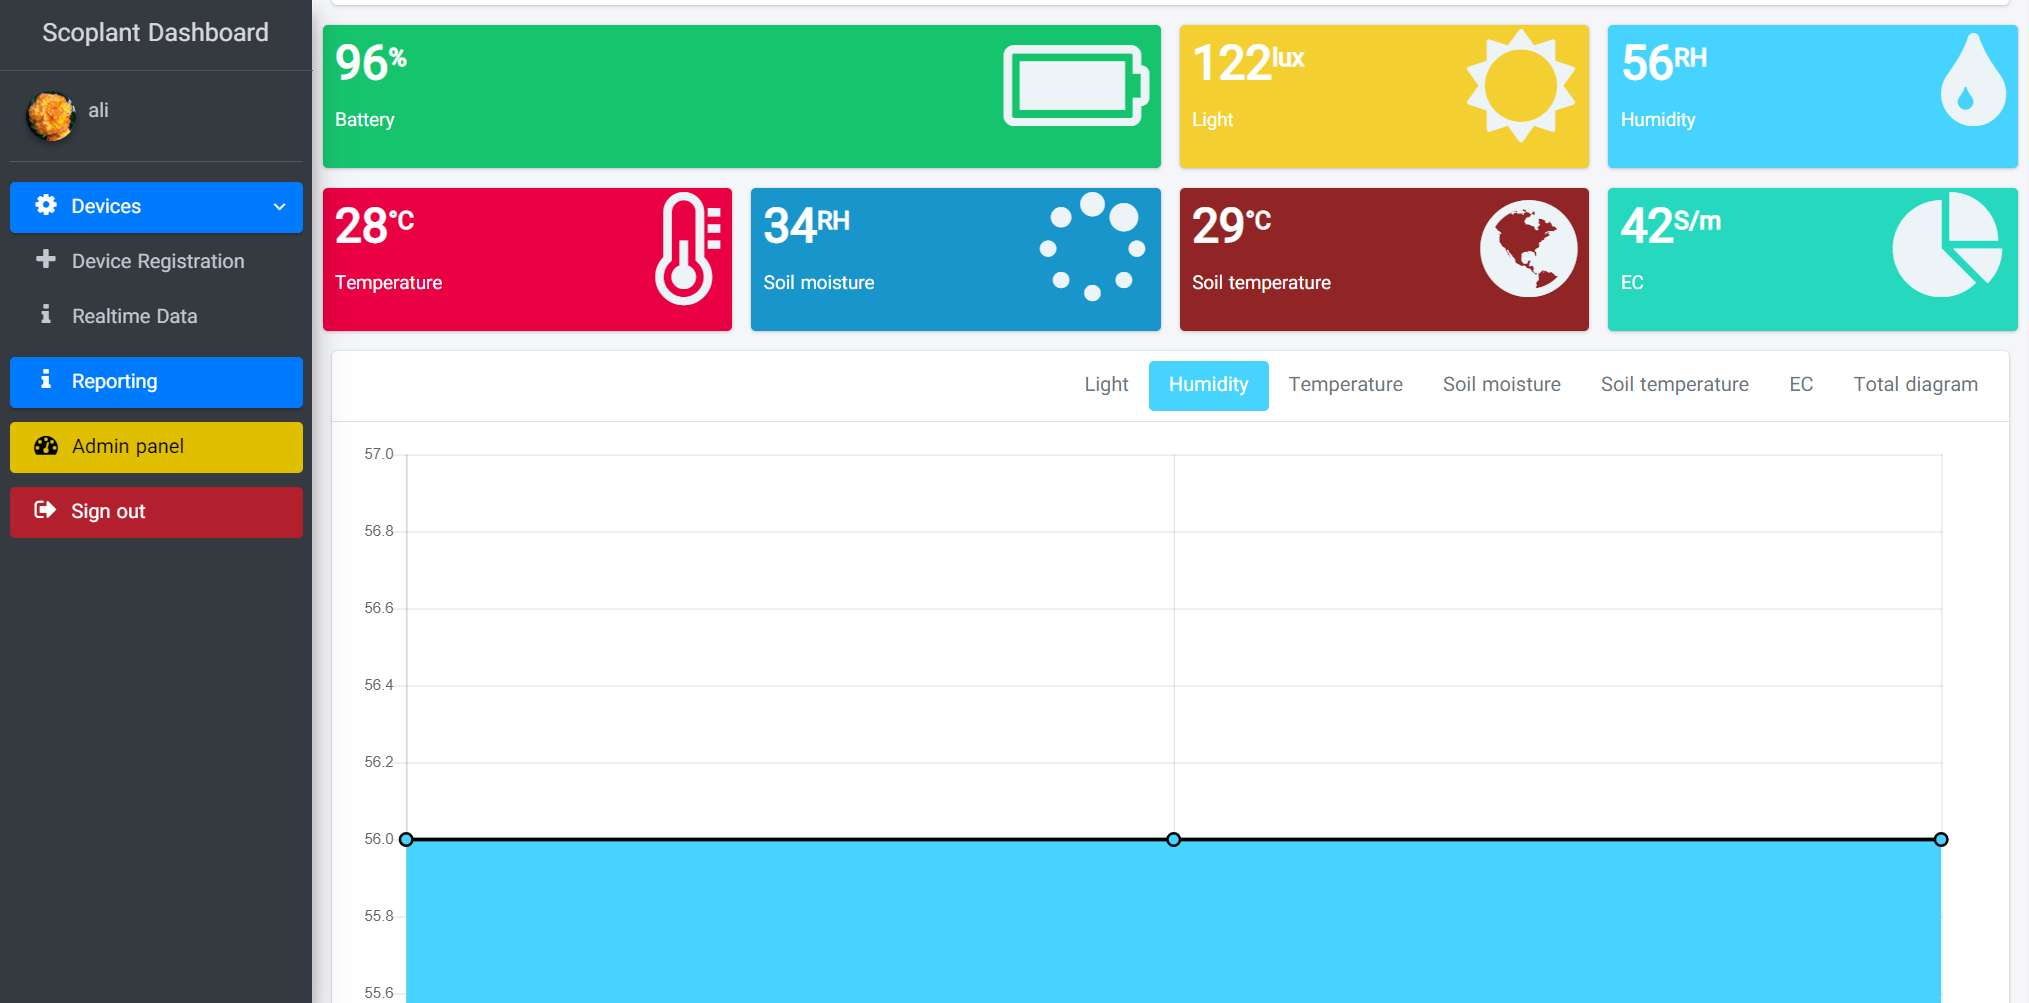 Scoplant Dashboard
ali
Devices
Device Registration
Realtime Data
Reporting
Admin panel
Sign out
96%
Battery
122lux
Light
56RH
Humidity
28°C
Temperature
34RH
Soil moisture
29°C
Soil temperature
42S/m
EC
Light Humidity Temperature Soil moisture Soil temperature EC Total diagram
57.0
56.8
56.6
56.4
56.2
56.0
55.8
55.6